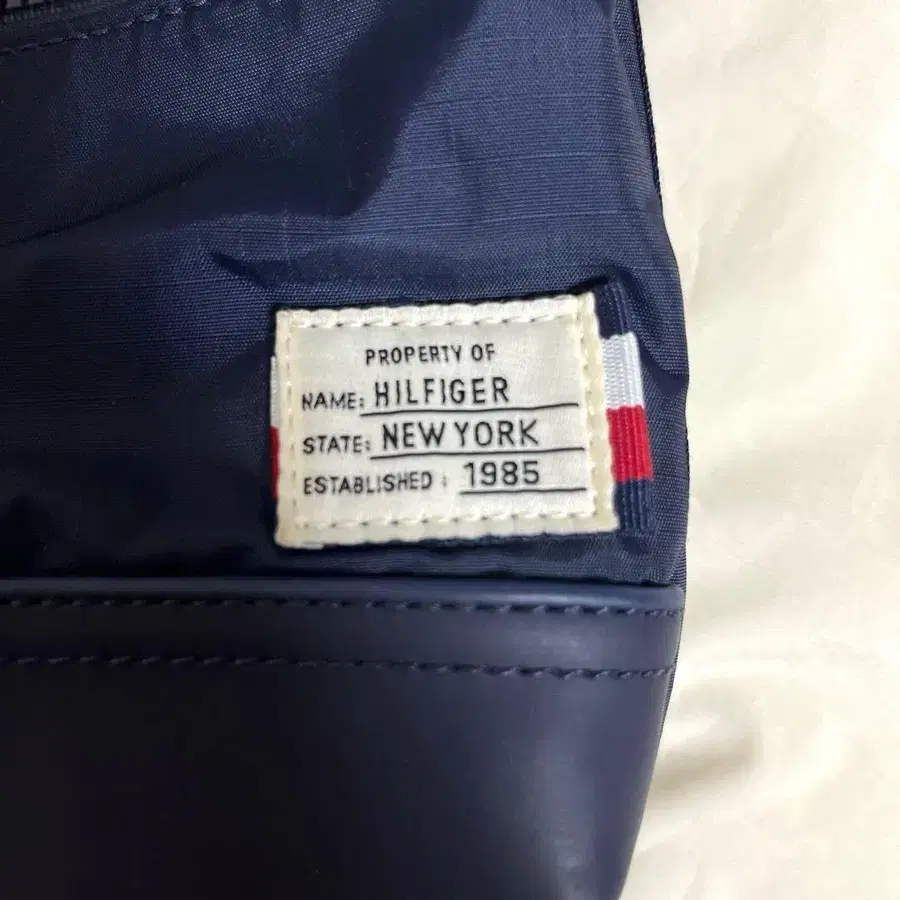 PROPERTY OF
NAME: HILFIGER
STATE: NEW YORK
ESTABLISHED : 1985